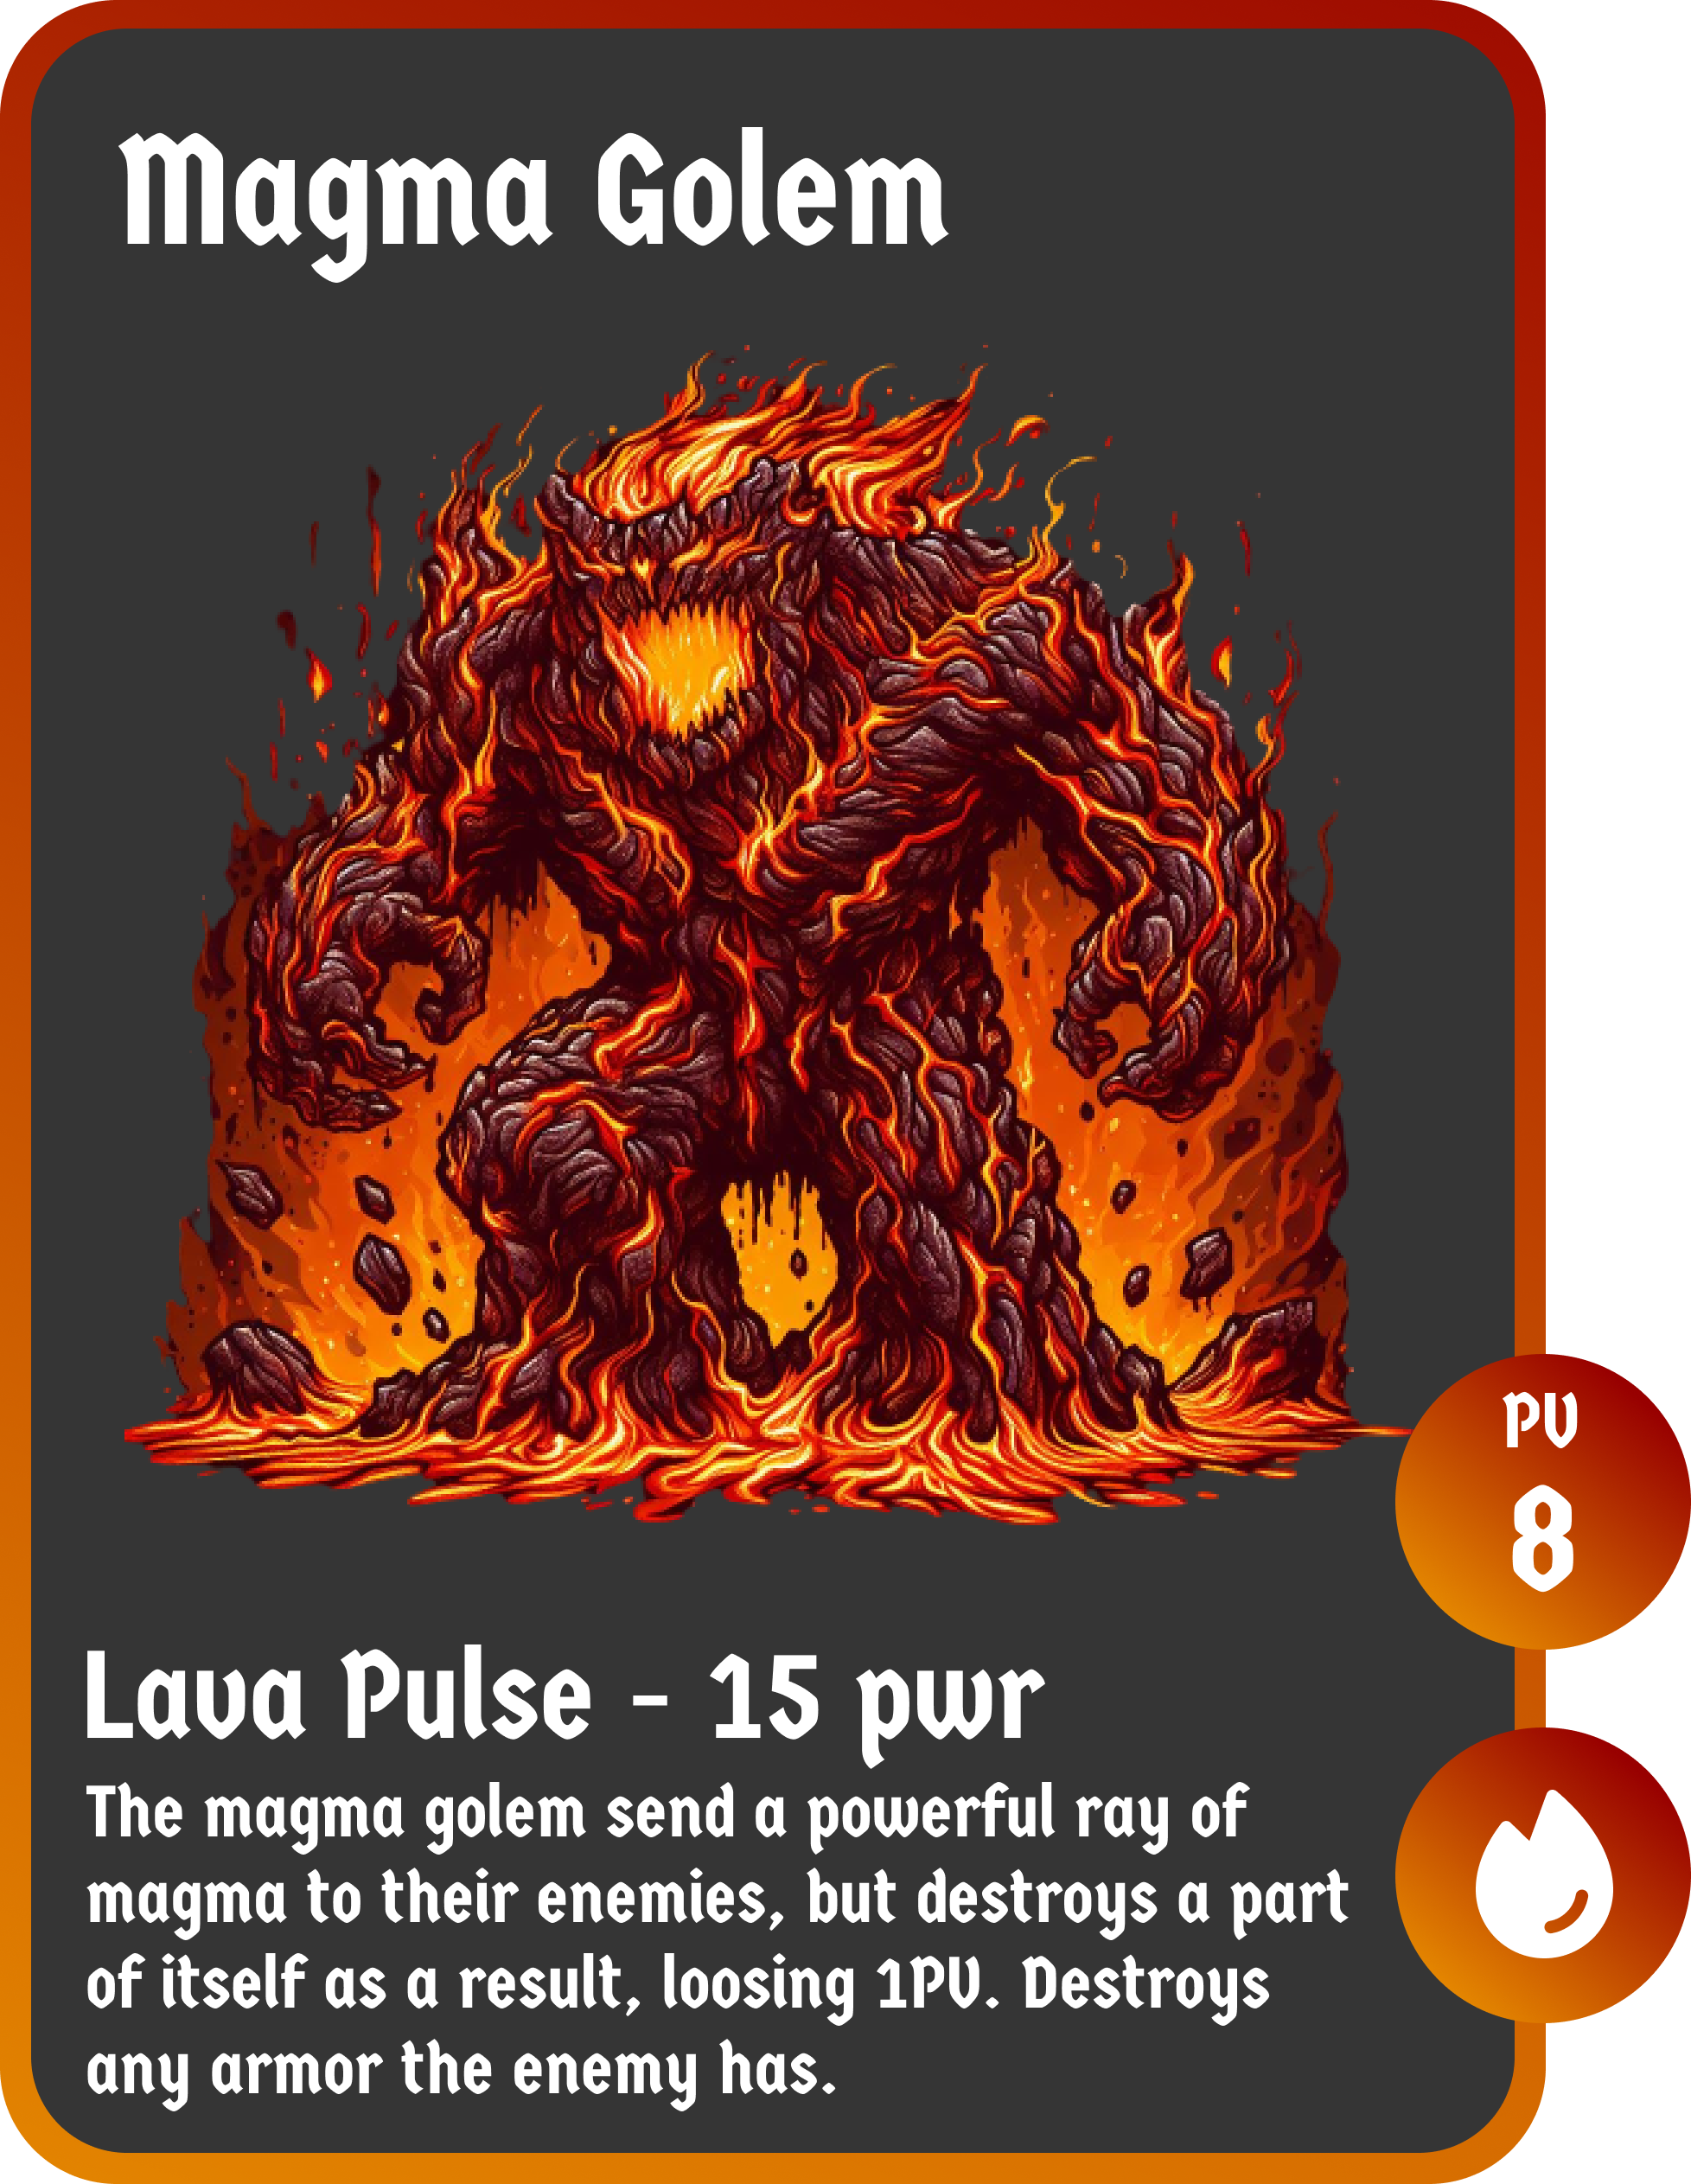 Magma Golem
PV
8
Lava Pulse - 15 pwr
The magma golem send a powerful ray of
magma to their enemies, but destroys a part
of itself as a result, loosing 1PV. Destroys
any armor the enemy has.